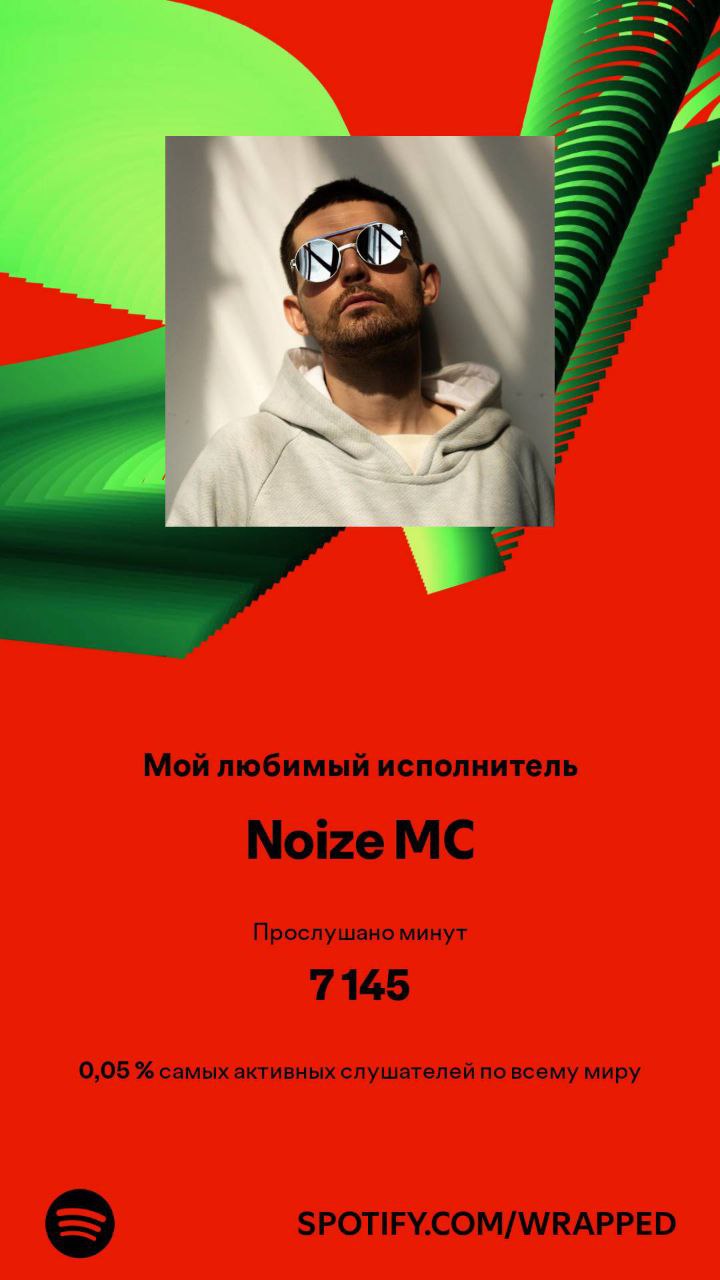 Мой любимый исполнитель
Noize MC
Прослушано минут
7 145
0,05 % самых активных слушателей по всему миру
SPOTIFY.COM/WRAPPED